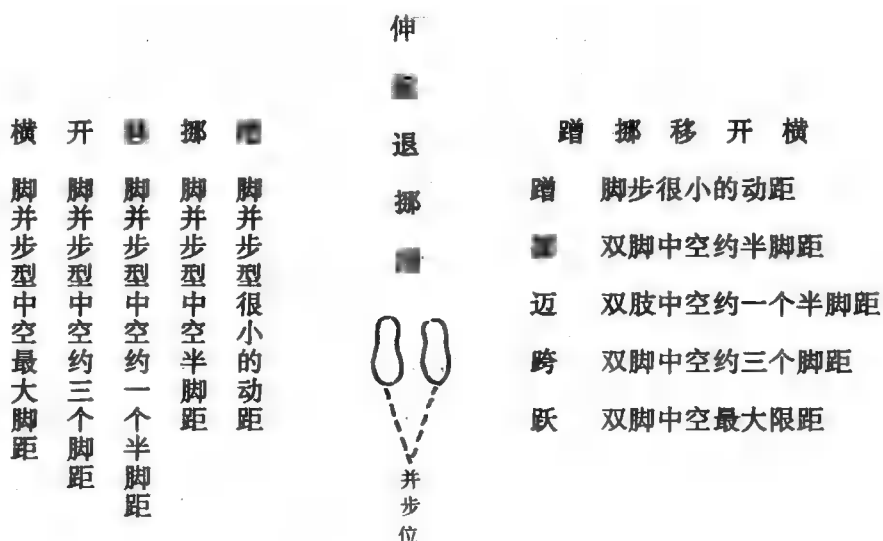 横 脚并步型中空最大脚距
开 脚并步型中空约三个脚距
脚并步型中空约一个半脚距
挪 脚并步型中空半脚距
脚并步型很小的动距
伸 退 挪
并步位
蹭 挪 移 开 横
蹭 脚步很小的动距
双脚中空约半脚距
迈 双肢中空约一个半脚距
跨 双脚中空约三个脚距
跃 双脚中空最大限距